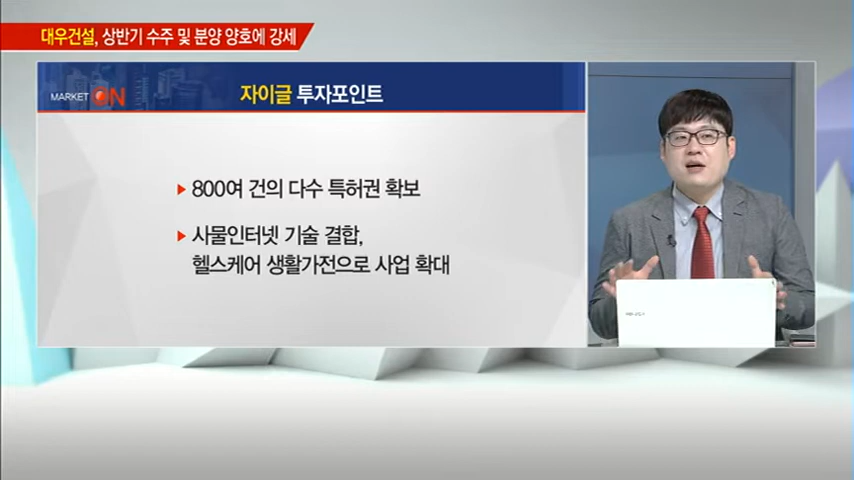 대우건설, 상반기 수주 및 분양 양호에 강세
MARKET ON
자이글 투자포인트
▶ 800여 건의 다수 특허권 확보
▶ 사물인터넷 기술 결합,
헬스케어 생활가전으로 사업 확대